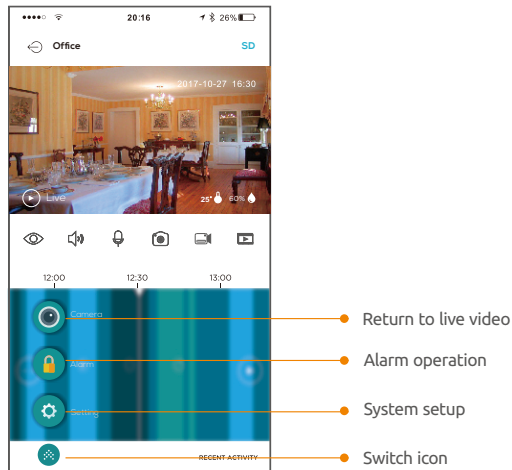 20:16
26%
Office
SD
2017-10-27 16:30
Live
25°
60%
12:00 12:30 13:00
Camera
Return to live video
Alarm
Alarm operation
Setting
System setup
RECENT ACTIVITY
Switch icon